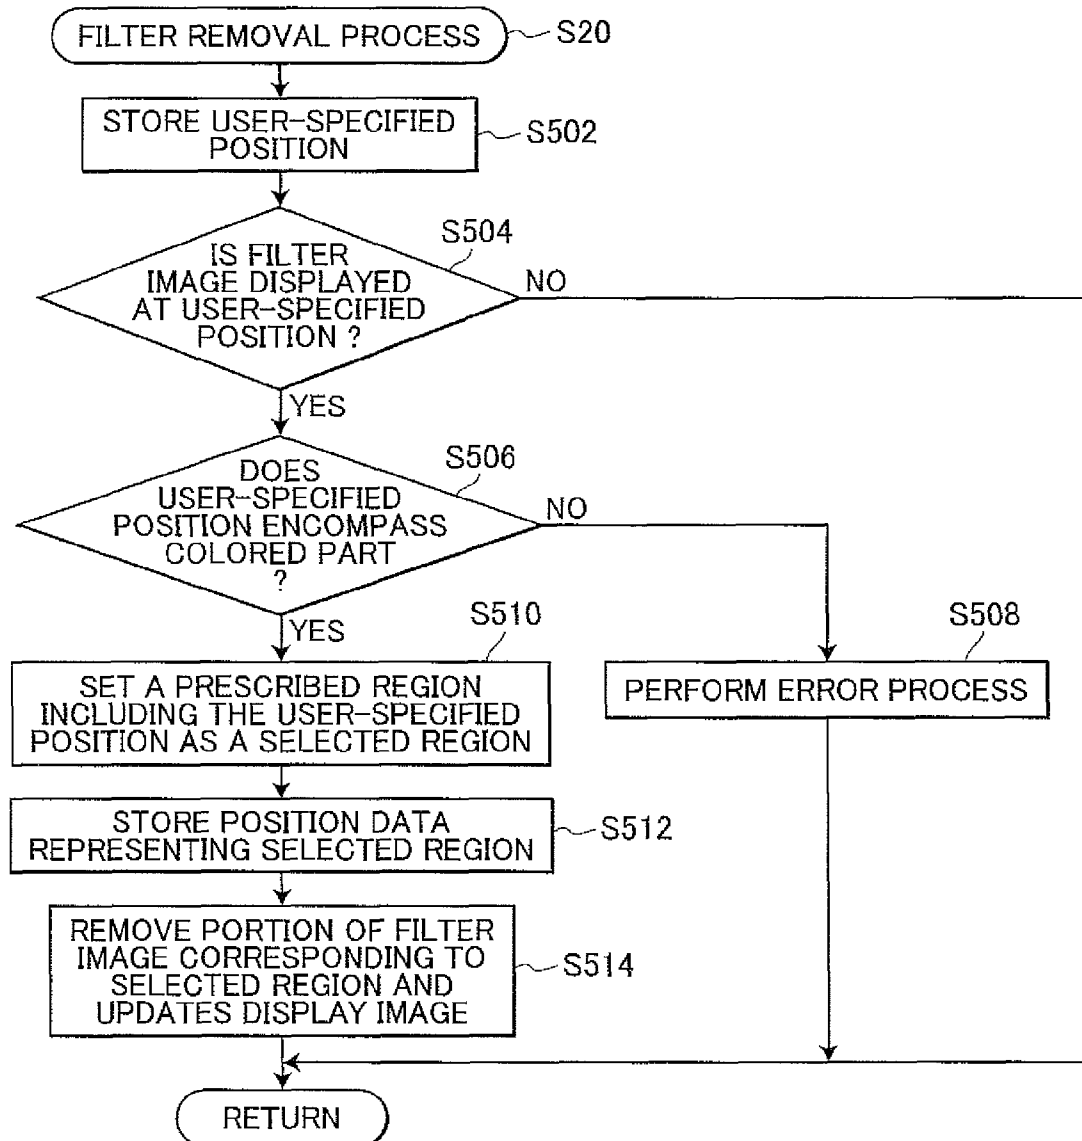 FILTER REMOVAL PROCESS
S20
STORE USER-SPECIFIED
POSITION
S502
S504
IS FILTER
IMAGE DISPLAYED
AT USER-SPECIFIED
POSITION ?
NO
YES
S506
DOES
USER-SPECIFIED
POSITION ENCOMPASS
COLORED PART
?
NO
YES
S510
SET A PRESCRIBED REGION
INCLUDING THE USER-SPECIFIED
POSITION AS A SELECTED REGION
S508
PERFORM ERROR PROCESS
STORE POSITION DATA
REPRESENTING SELECTED REGION
S512
REMOVE PORTION OF FILTER
IMAGE CORRESPONDING TO
SELECTED REGION AND
UPDATES DISPLAY IMAGE
S514
RETURN